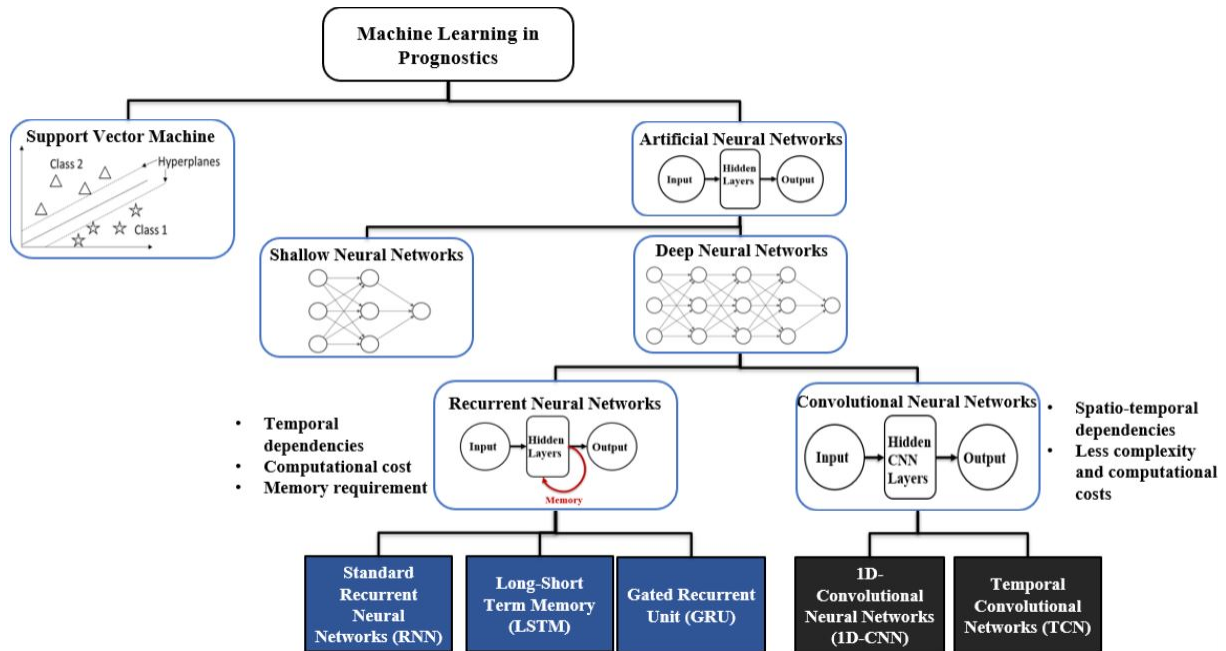 Machine Learning in
Prognostics
Support Vector Machine
Class 2
Hyperplanes
Class 1
Artificial Neural Networks
Input
Hidden
Layers
Output
Shallow Neural Networks
Deep Neural Networks
Recurrent Neural Networks
Input
Hidden
Layers
Output
Memory
• Temporal
dependencies
• Computational cost
• Memory requirement
Convolutional Neural Networks
Input
Hidden
CNN
Layers
Output
• Spatio-temporal
dependencies
• Less complexity
and computational
costs
Standard
Recurrent
Neural
Networks (RNN)
Long-Short
Term Memory
(LSTM)
Gated Recurrent
Unit (GRU)
1D-
Convolutional
Neural Networks
(1D-CNN)
Temporal
Convolutional
Networks (TCN)